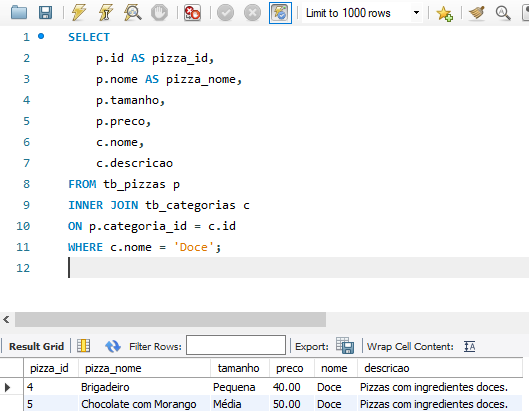 Limit to 1000 rows
1 SELECT
2 p.id AS pizza_id,
3 p.nome AS pizza_nome,
4 p.tamanho,
5 p.preco,
6 c.nome,
7 c.descricao
8 FROM tb_pizzas p
9 INNER JOIN tb_categorias c
10 ON p.categoria_id = c.id
11 WHERE c.nome = 'Doce';
12
Result Grid Filter Rows: Export: Wrap Cell Content:
pizza_id pizza_nome tamanho preco nome descricao
4 Brigadeiro Pequena 40.00 Doce Pizzas com ingredientes doces.
5 Chocolate com Morango Média 50.00 Doce Pizzas com ingredientes doces.